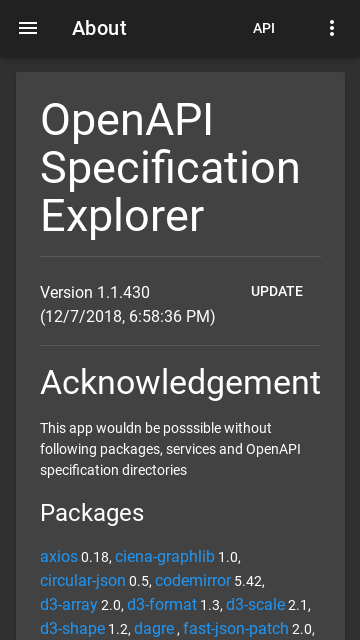 About
API
OpenAPI
Specification
Explorer
Version 1.1.430
(12/7/2018, 6:58:36 PM)
UPDATE
Acknowledgement
This app wouldn be posssible without
following packages, services and OpenAPI
specification directories
Packages
axios 0.18, ciena-graphlib 1.0,
circular-json 0.5, codemirror 5.42,
d3-array 2.0, d3-format 1.3, d3-scale 2.1,
d3-shape 1.2, dagre , fast-json-patch 2.0,